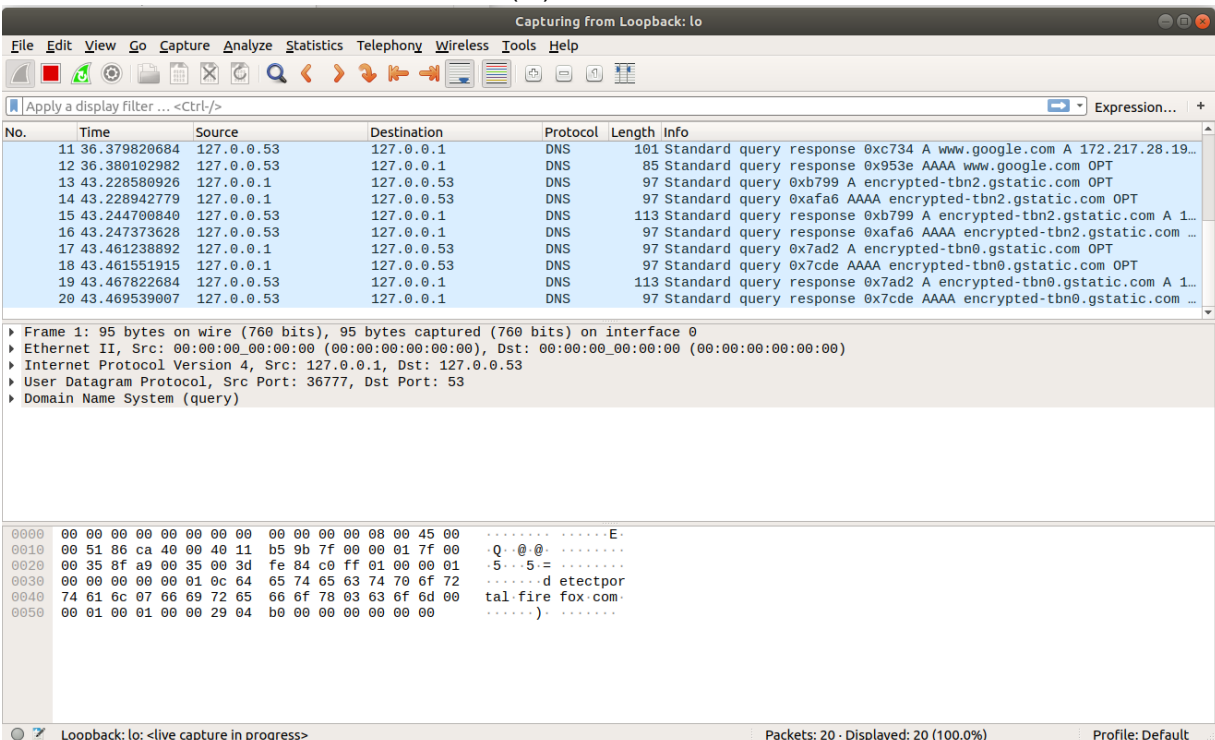 Capturing from Loopback: lo
File Edit View Go Capture Analyze Statistics Telephony Wireless Tools Help
Apply a display filter … <Ctrl-/> Expression… +
No. Time Source Destination Protocol Length Info
11 36.379820684 127.0.0.53 127.0.0.1 DNS 101 Standard query response 0xc734 A www.google.com A 172.217.28.19…
12 36.380102982 127.0.0.53 127.0.0.1 DNS 85 Standard query response 0x953e AAAA www.google.com OPT
13 43.228580926 127.0.0.1 127.0.0.53 DNS 97 Standard query 0xb799 A encrypted-tbn2.gstatic.com OPT
14 43.228942779 127.0.0.1 127.0.0.53 DNS 97 Standard query 0xafa6 AAAA encrypted-tbn2.gstatic.com OPT
15 43.244700840 127.0.0.53 127.0.0.1 DNS 113 Standard query response 0xb799 A encrypted-tbn2.gstatic.com A 1…
16 43.247373628 127.0.0.53 127.0.0.1 DNS 97 Standard query response 0xafa6 AAAA encrypted-tbn2.gstatic.com …
17 43.461238892 127.0.0.1 127.0.0.53 DNS 97 Standard query 0x7ad2 A encrypted-tbn0.gstatic.com OPT
18 43.461551915 127.0.0.1 127.0.0.53 DNS 97 Standard query 0x7cde AAAA encrypted-tbn0.gstatic.com OPT
19 43.467822684 127.0.0.53 127.0.0.1 DNS 113 Standard query response 0x7ad2 A encrypted-tbn0.gstatic.com A 1…
20 43.469539007 127.0.0.53 127.0.0.1 DNS 97 Standard query response 0x7cde AAAA encrypted-tbn0.gstatic.com …
Frame 1: 95 bytes on wire (760 bits), 95 bytes captured (760 bits) on interface 0
Ethernet II, Src: 00:00:00_00:00:00 (00:00:00:00:00:00), Dst: 00:00:00_00:00:00 (00:00:00:00:00:00)
Internet Protocol Version 4, Src: 127.0.0.1, Dst: 127.0.0.53
User Datagram Protocol, Src Port: 36777, Dst Port: 53
Domain Name System (query)
0000 00 00 00 00 00 00 00 00 00 00 00 00 08 00 45 00 ········ ······E·
0010 00 51 86 ca 40 00 40 11 b5 9b 7f 00 00 01 7f 00 ·Q··@·@· ········
0020 00 35 8f a9 00 35 00 3d fe 84 c0 ff 01 00 00 01 ·5···5·= ········
0030 00 00 00 00 00 01 0c 64 65 74 65 63 74 70 6f 72 ·······d etectpor
0040 74 61 6c 07 66 69 72 65 66 6f 78 03 63 6f 6d 00 tal·fire fox·com·
0050 00 01 00 01 00 00 29 04 b0 00 00 00 00 00 00 ······)· ·······
Loopback: lo: <live capture in progress> Packets: 20 · Displayed: 20 (100.0%) Profile: Default